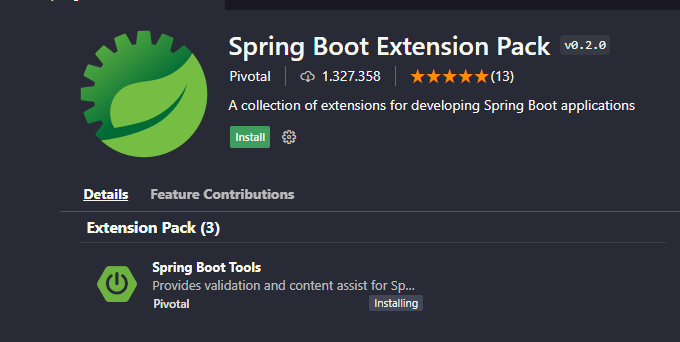 Spring Boot Extension Pack v0.2.0
Pivotal 1.327.358 (13)
A collection of extensions for developing Spring Boot applications
Install
Details Feature Contributions
Extension Pack (3)
Spring Boot Tools
Provides validation and content assist for Sp...
Pivotal Installing